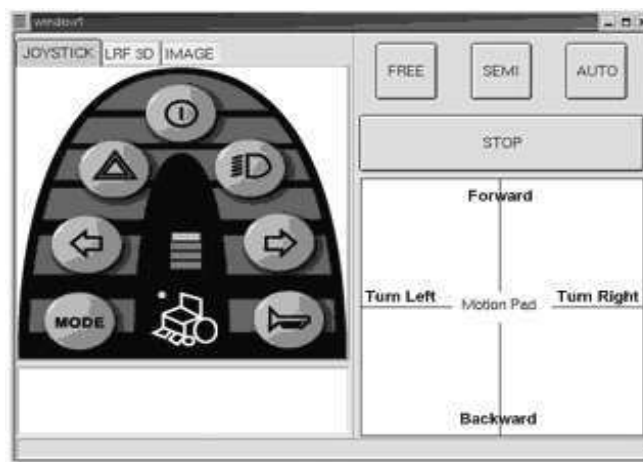 window1
JOYSTICK LRF 3D IMAGE
FREE SEMI AUTO
STOP
MODE
Forward
Turn Left Motion Pad Turn Right
Backward